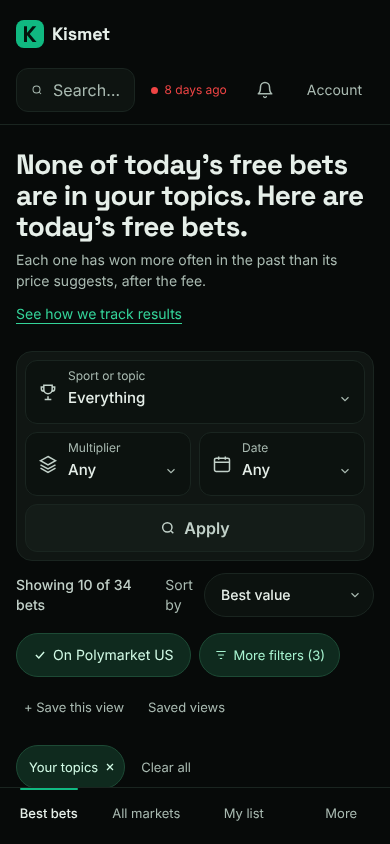 Kismet
Search...
8 days ago
Account
None of today's free bets
are in your topics. Here are
today's free bets.
Each one has won more often in the past than its
price suggests, after the fee.
See how we track results
Sport or topic
Everything
Multiplier
Any
Date
Any
Apply
Showing 10 of 34
bets
Sort
by
Best value
On Polymarket US
More filters (3)
+ Save this view
Saved views
Your topics ×
Clear all
Best bets
All markets
My list
More